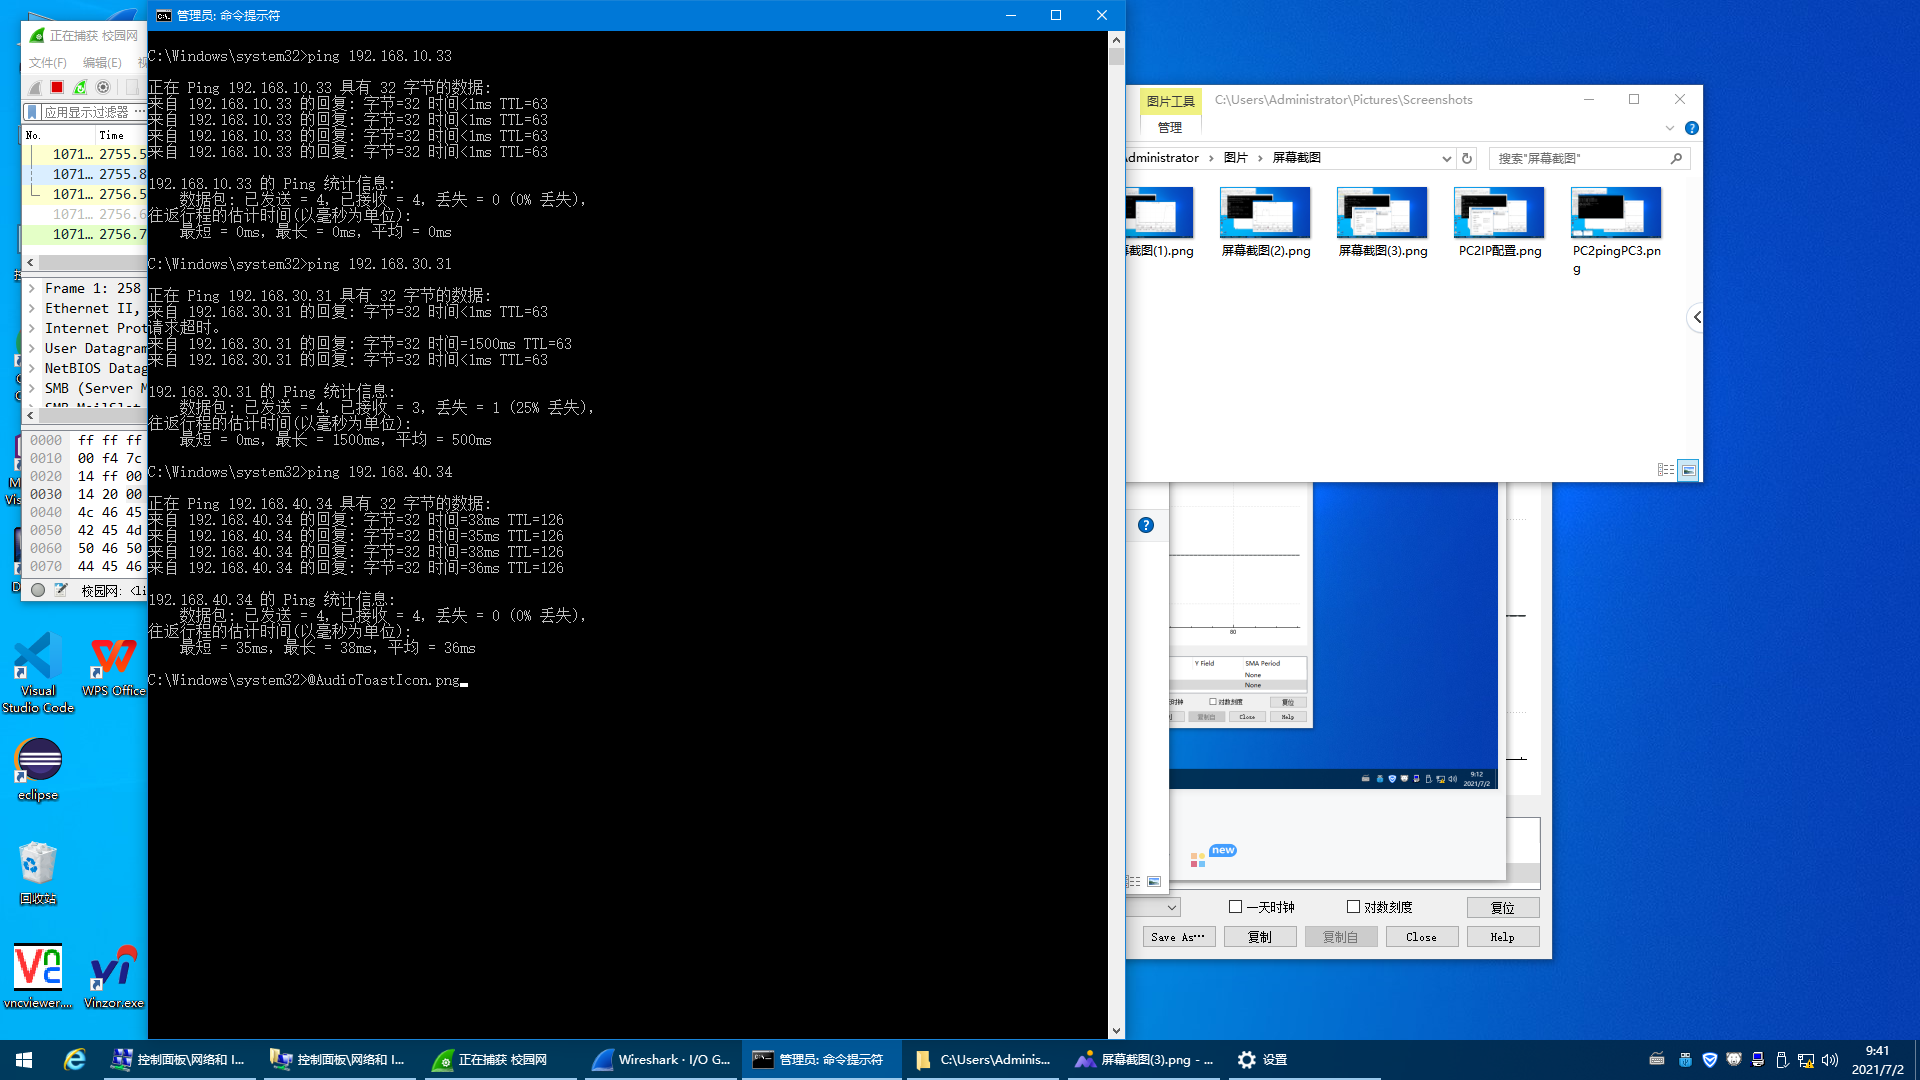 管理员: 命令提示符
C:\Windows\system32>ping 192.168.10.33
正在 Ping 192.168.10.33 具有 32 字节的数据:
来自 192.168.10.33 的回复: 字节=32 时间<1ms TTL=63
来自 192.168.10.33 的回复: 字节=32 时间<1ms TTL=63
来自 192.168.10.33 的回复: 字节=32 时间<1ms TTL=63
来自 192.168.10.33 的回复: 字节=32 时间<1ms TTL=63
192.168.10.33 的 Ping 统计信息:
数据包: 已发送 = 4, 已接收 = 4, 丢失 = 0 (0% 丢失),
往返行程的估计时间(以毫秒为单位):
最短 = 0ms, 最长 = 0ms, 平均 = 0ms
C:\Windows\system32>ping 192.168.30.31
正在 Ping 192.168.30.31 具有 32 字节的数据:
来自 192.168.30.31 的回复: 字节=32 时间<1ms TTL=63
请求超时。
来自 192.168.30.31 的回复: 字节=32 时间=1500ms TTL=63
来自 192.168.30.31 的回复: 字节=32 时间<1ms TTL=63
192.168.30.31 的 Ping 统计信息:
数据包: 已发送 = 4, 已接收 = 3, 丢失 = 1 (25% 丢失),
往返行程的估计时间(以毫秒为单位):
最短 = 0ms, 最长 = 1500ms, 平均 = 500ms
C:\Windows\system32>ping 192.168.40.34
正在 Ping 192.168.40.34 具有 32 字节的数据:
来自 192.168.40.34 的回复: 字节=32 时间=38ms TTL=126
来自 192.168.40.34 的回复: 字节=32 时间=35ms TTL=126
来自 192.168.40.34 的回复: 字节=32 时间=38ms TTL=126
来自 192.168.40.34 的回复: 字节=32 时间=36ms TTL=126
192.168.40.34 的 Ping 统计信息:
数据包: 已发送 = 4, 已接收 = 4, 丢失 = 0 (0% 丢失),
往返行程的估计时间(以毫秒为单位):
最短 = 35ms, 最长 = 38ms, 平均 = 36ms
C:\Windows\system32>@AudioToastIcon.png
正在捕获 校园网
文件(F) 编辑(E)
应用显示过滤器 …
No. Time
1071… 2755.5
1071… 2755.8
1071… 2756.5
1071… 2756.6
1071… 2756.7
Frame 1: 258
Ethernet II,
Internet Prot
User Datagram
NetBIOS Datag
SMB (Server M
SMB MailSlot
0000 ff ff ff
0010 00 f4 7c
0020 14 ff 00
0030 14 20 00
0040 4c 46 45
0050 42 45 4d
0060 50 46 50
0070 44 45 46
校园网: <li
Visual Studio Code
WPS Office
eclipse
回收站
vncviewer....
Vinzor.exe
图片工具
C:\Users\Administrator\Pictures\Screenshots
管理
Administrator › 图片 › 屏幕截图
搜索"屏幕截图"
截图(1).png
屏幕截图(2).png
屏幕截图(3).png
PC2IP配置.png
PC2pingPC3.png
80
Y Field SMA Period
None
None
对数刻度
复位
复制自
Close
Help
9:12
2021/7/2
new
一天时钟
对数刻度
复位
Save As…
复制
复制自
Close
Help
控制面板\网络和 I...
控制面板\网络和 I...
正在捕获 校园网
Wireshark · I/O G...
管理员: 命令提示符
C:\Users\Adminis...
屏幕截图(3).png - ...
设置
9:41
2021/7/2